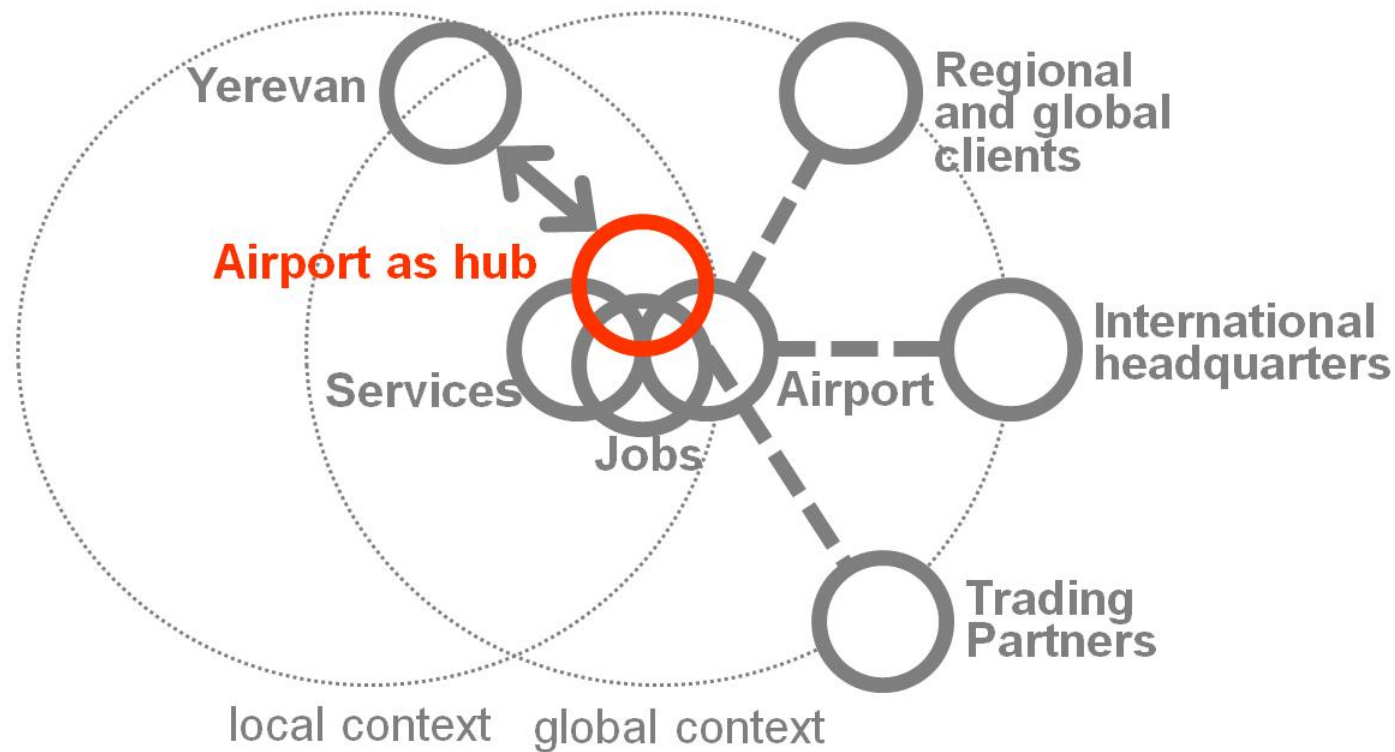 Yerevan
Regional
and global
clients
Airport as hub
International
headquarters
Services
Airport
Jobs
Trading
Partners
local context
global context